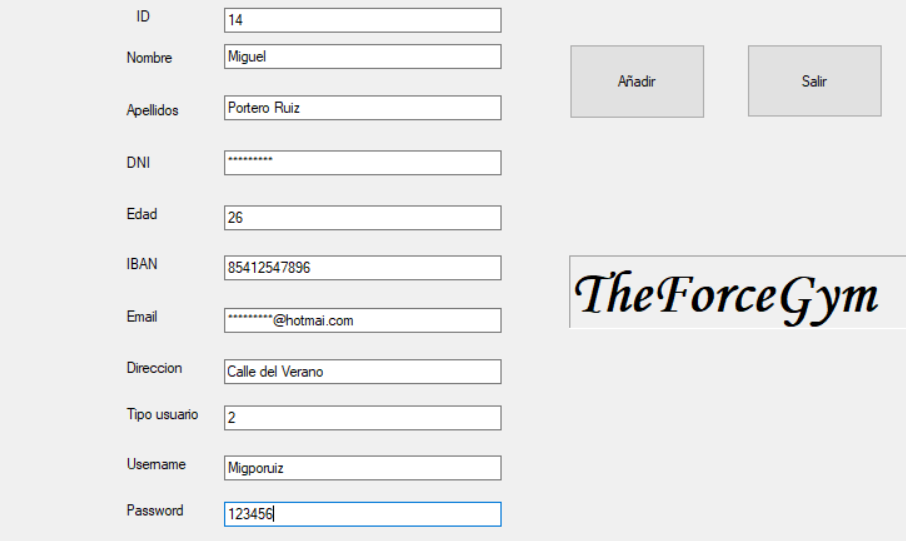 ID 14
Nombre Miguel
Añadir Salir
Apellidos Portero Ruiz
DNI *********
Edad 26
IBAN 85412547896
TheForceGym
Email *********@hotmai.com
Direccion Calle del Verano
Tipo usuario 2
Username Migporuiz
Password 123456